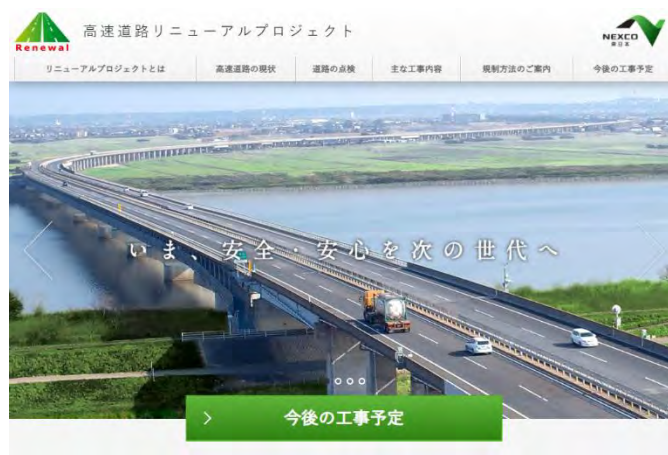 Renewal
高速道路リニューアルプロジェクト
NEXCO
東日本
リニューアルプロジェクトとは 高速道路の現状 道路の点検 主な工事内容 規制方法のご案内 今後の工事予定
いま、安全・安心を次の世代へ
今後の工事予定